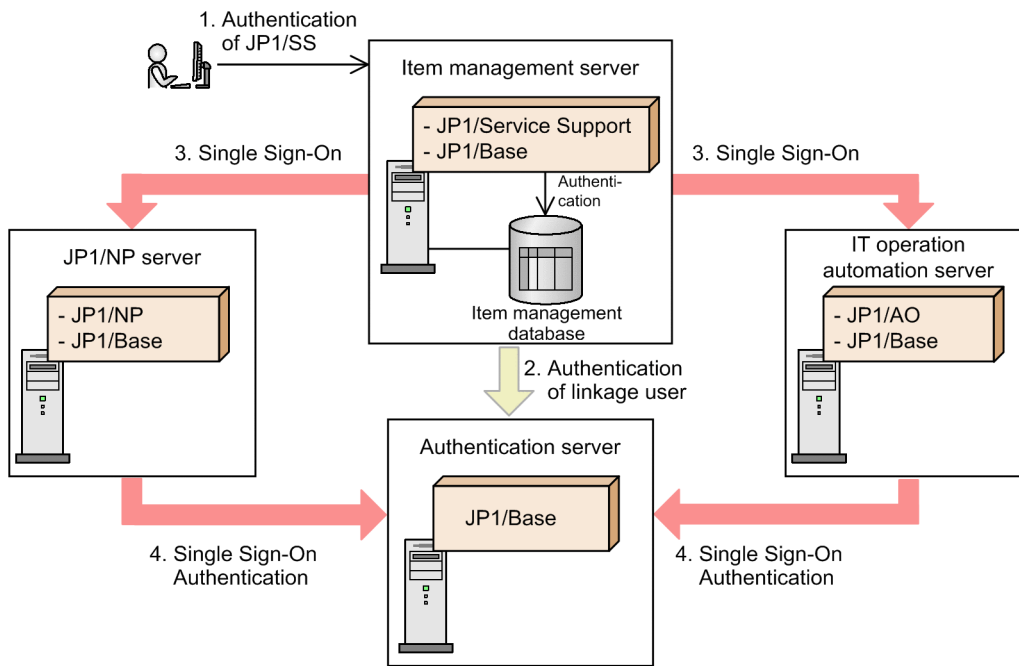 1. Authentication
of JP1/SS
Item management server
- JP1/Service Support
- JP1/Base
3. Single Sign-On
3. Single Sign-On
Authenti-
cation
JP1/NP server
- JP1/NP
- JP1/Base
IT operation
automation server
- JP1/AO
- JP1/Base
Item management
database
2. Authentication
of linkage user
Authentication server
JP1/Base
4. Single Sign-On
Authentication
4. Single Sign-On
Authentication